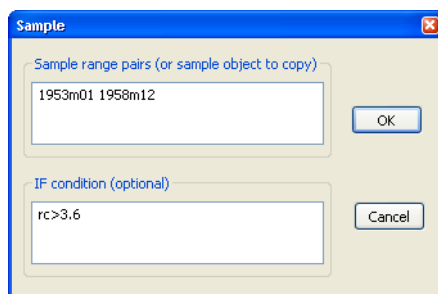 Sample
Sample range pairs (or sample object to copy)
1953m01 1958m12
OK
IF condition (optional)
rc>3.6
Cancel